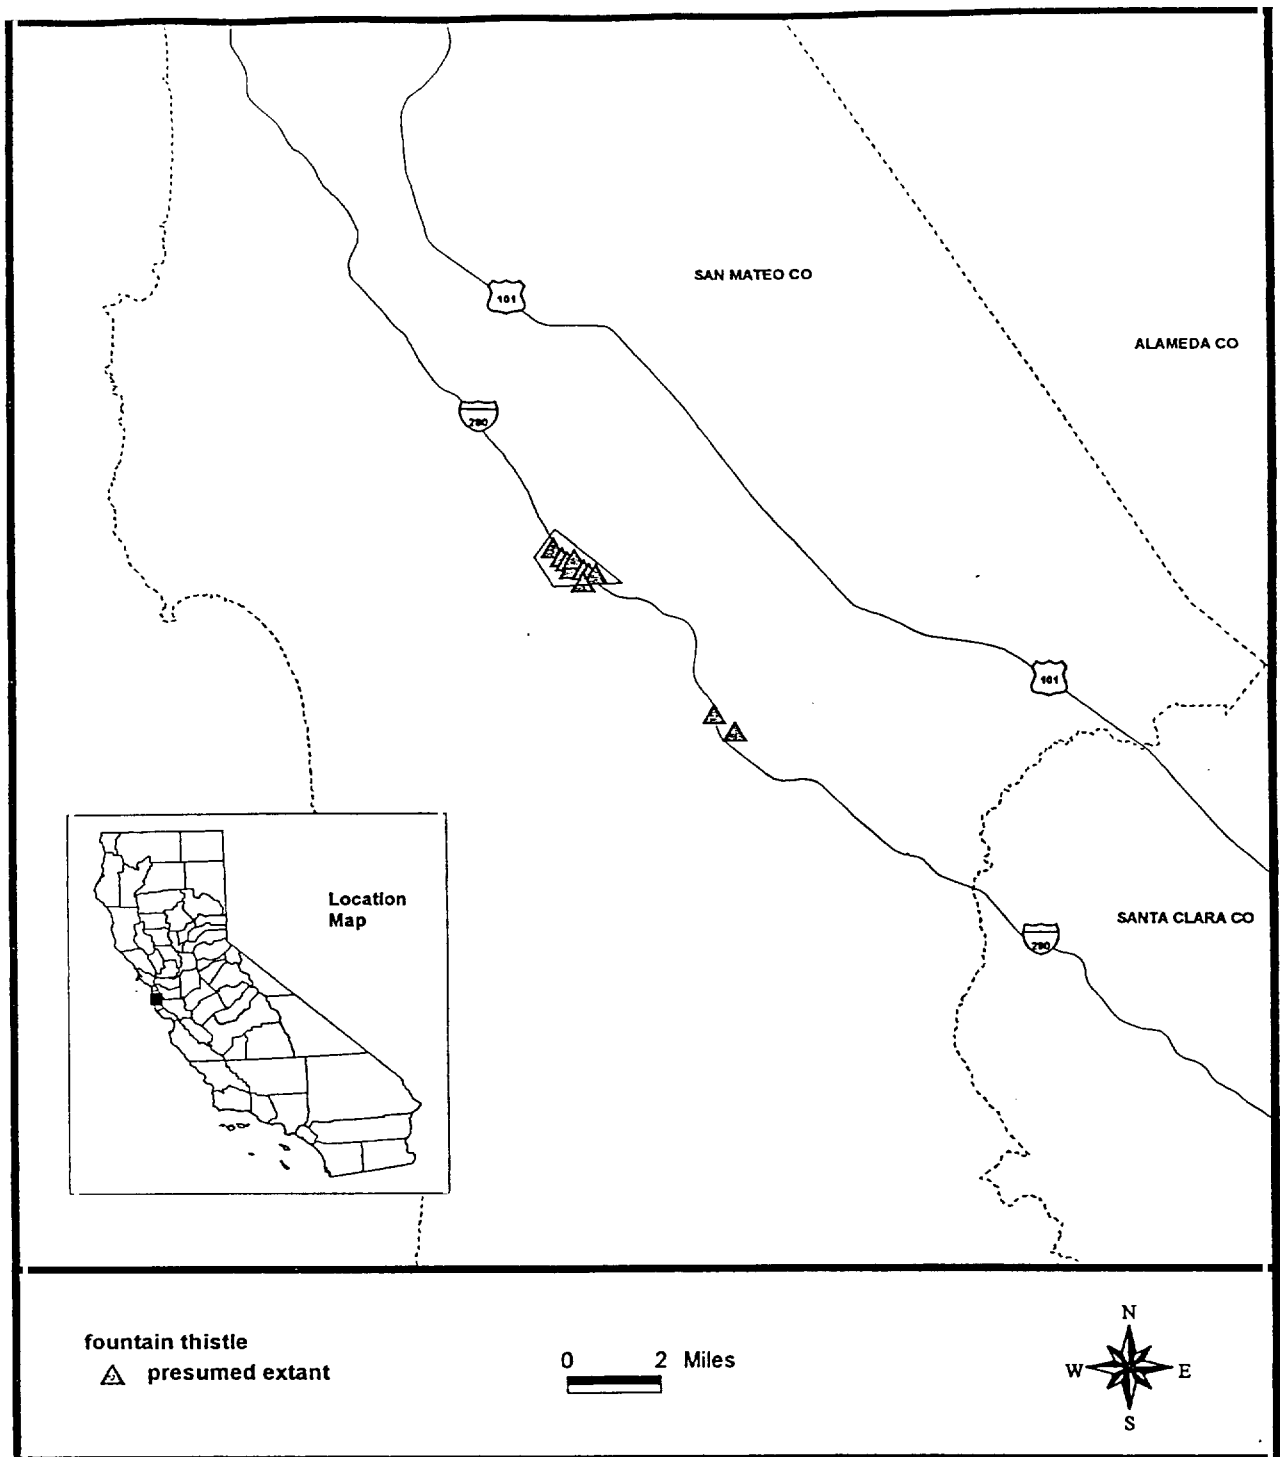 SAN MATEO CO
101
ALAMEDA CO
280
101
Location
Map
SANTA CLARA CO
280
fountain thistle
presumed extant
0 2 Miles
N
W E
S